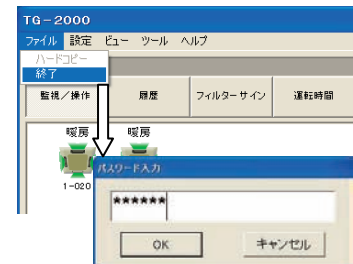 TG-2000
ファイル 設定 ビュー ツール ヘルプ
ハードコピー
終了
監視／操作 履歴 フィルターサイン 運転時間
暖房 暖房
1-020
パスワード入力
******
OK キャンセル